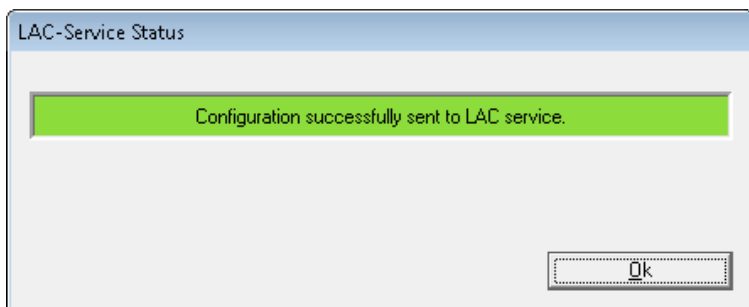 LAC-Service Status
Configuration successfully sent to LAC service.
Ok